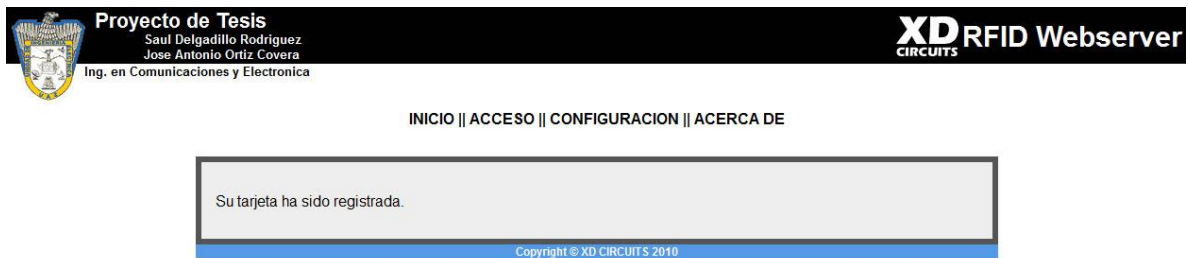 Proyecto de Tesis
Saul Delgadillo Rodriguez
Jose Antonio Ortiz Covera
Ing. en Comunicaciones y Electronica
INGENIERIA
U A Z
XD CIRCUITS RFID Webserver
INICIO || ACCESO || CONFIGURACION || ACERCA DE
Su tarjeta ha sido registrada.
Copyright © XD CIRCUITS 2010